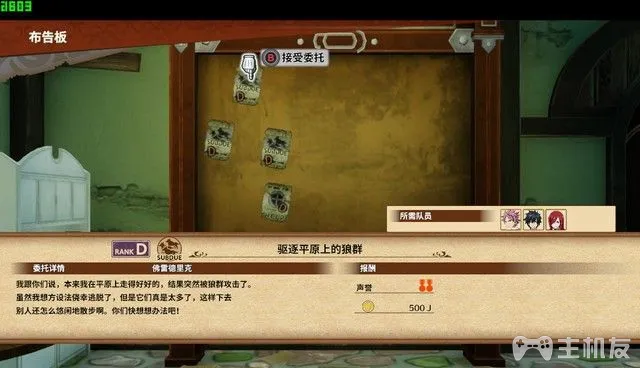 布告板
B 接受委托
D SUBDUE
SUBDUE
D
SUBDUE
D
所需队员
RANK D
SUBDUE
驱逐平原上的狼群
委托详情 佛雷德里克 报酬
我跟你们说，本来我在平原上走得好好的，结果突然被狼群攻击了。
虽然我想方设法侥幸逃脱了，但是它们真是太多了，这样下去
别人还怎么悠闲地散步啊。你们快想想办法吧！
声誉
500 J
主机友